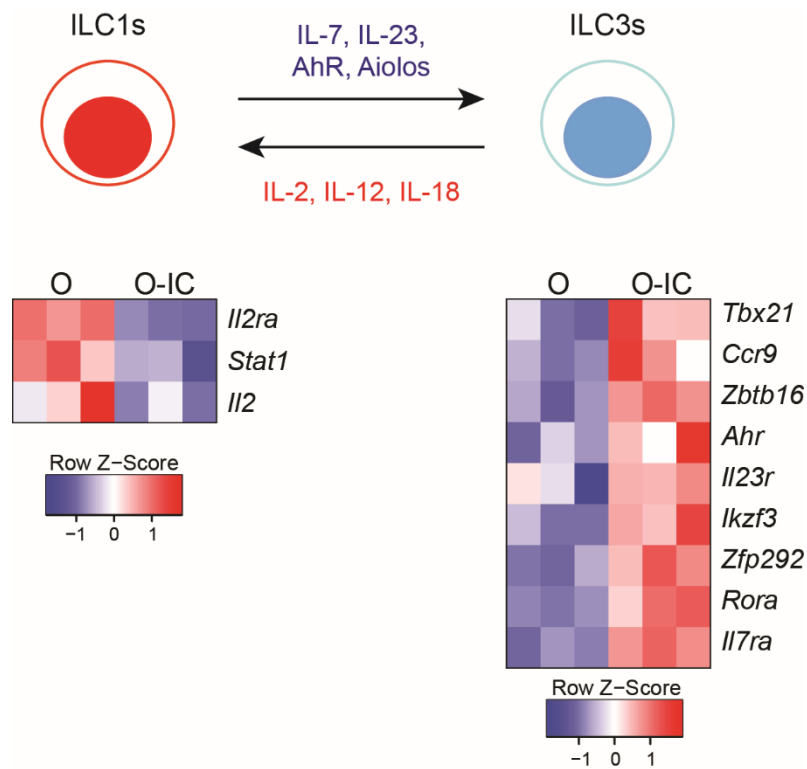 ILC1s
IL-7, IL-23,
AhR, Aiolos
ILC3s
IL-2, IL-12, IL-18
O O-IC
Il2ra
Stat1
Il2
Row Z−Score
−1 0 1
O O-IC
Tbx21
Ccr9
Zbtb16
Ahr
Il23r
Ikzf3
Zfp292
Rora
Il7ra
Row Z−Score
−1 0 1